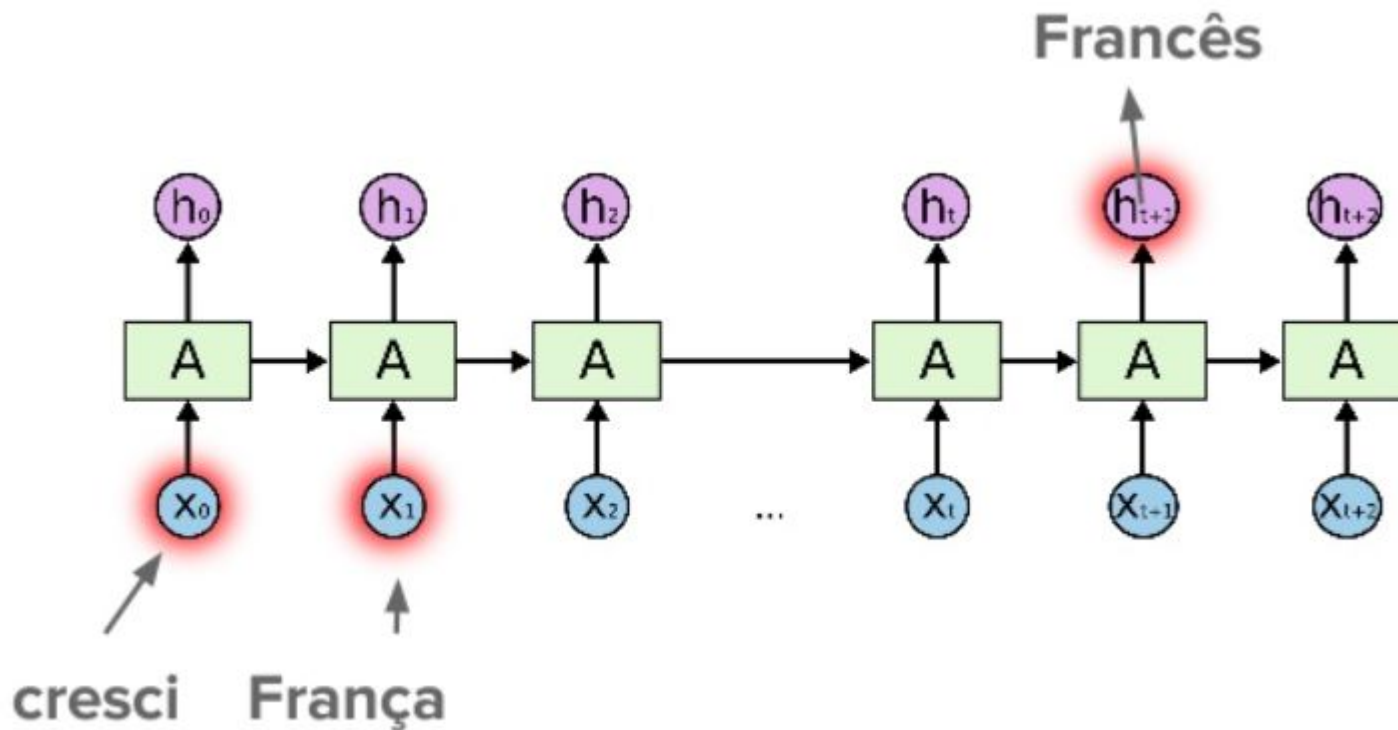 Francês
h₀ h₁ h₂ hₜ hₜ₊₁ hₜ₊₂
A A A A A A
x₀ x₁ x₂ ... xₜ xₜ₊₁ xₜ₊₂
cresci França